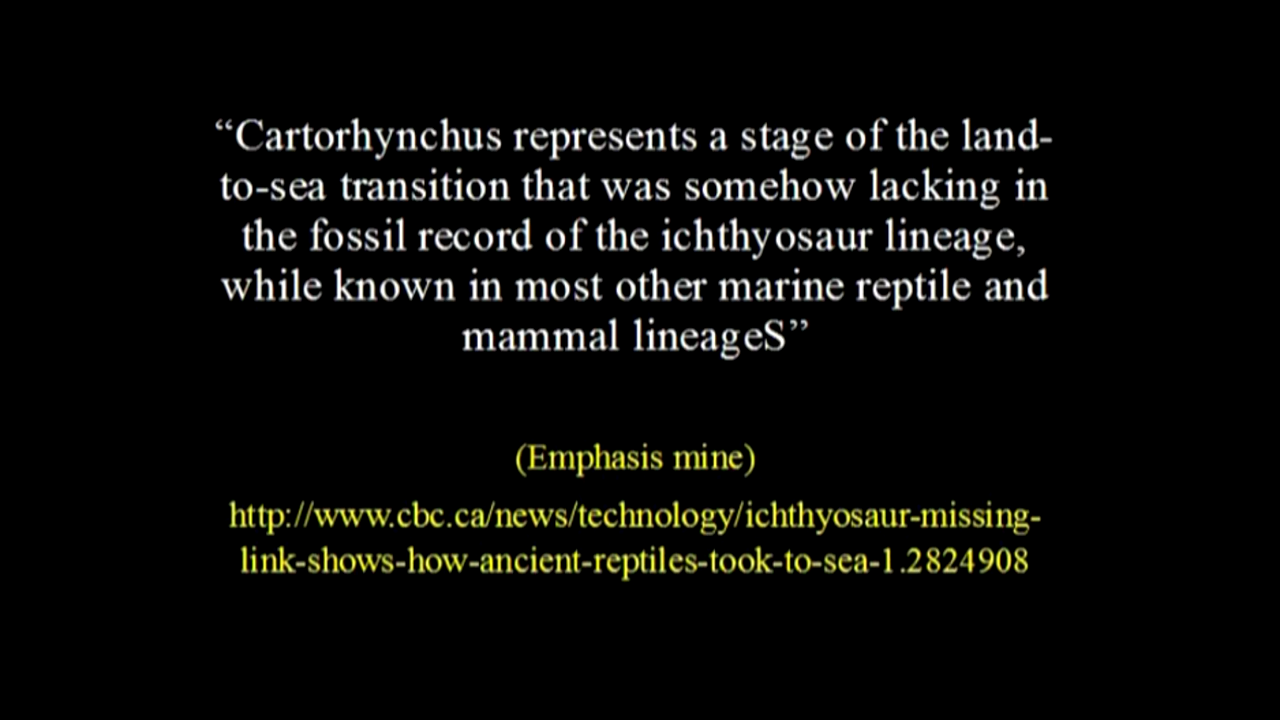 “Cartorhynchus represents a stage of the land-
to-sea transition that was somehow lacking in
the fossil record of the ichthyosaur lineage,
while known in most other marine reptile and
mammal lineageS”
(Emphasis mine)
http://www.cbc.ca/news/technology/ichthyosaur-missing-
link-shows-how-ancient-reptiles-took-to-sea-1.2824908